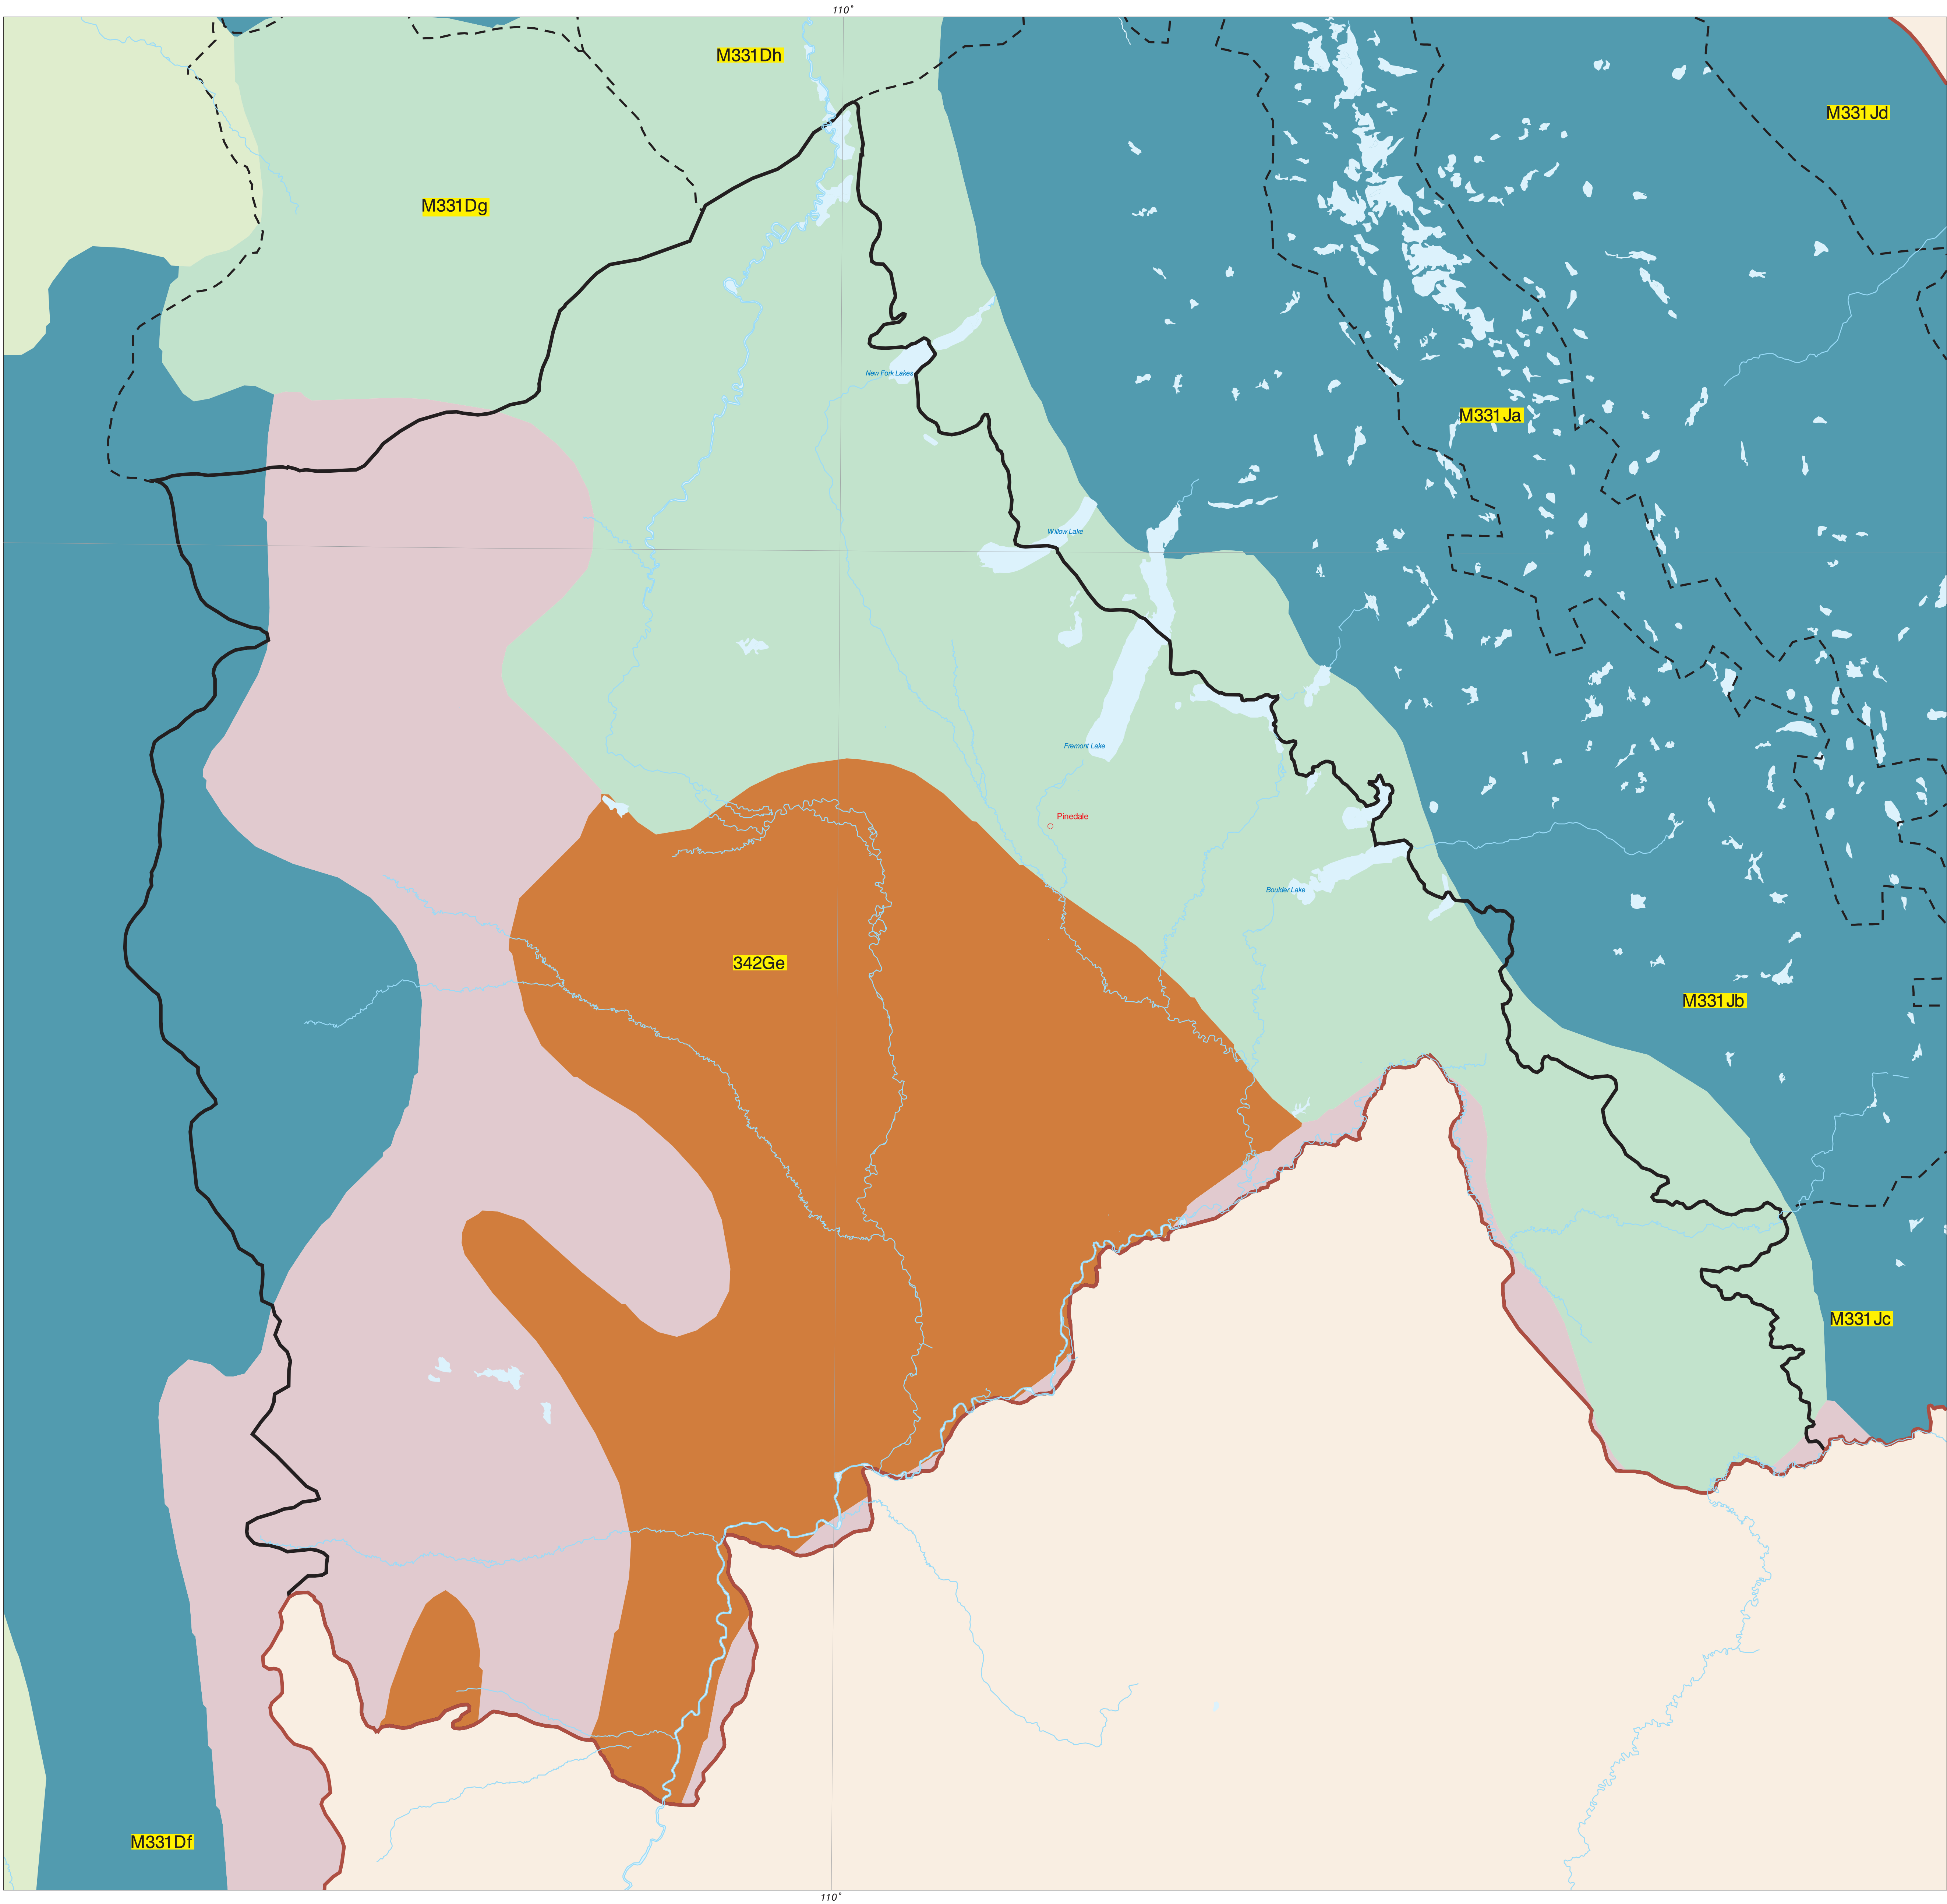 110°
M331Dh
M331Jd
M331Dg
New Fork Lakes
M331Ja
Willow Lake
Fremont Lake
Pinedale
Boulder Lake
342Ge
M331Jb
M331Jc
M331Df
110°